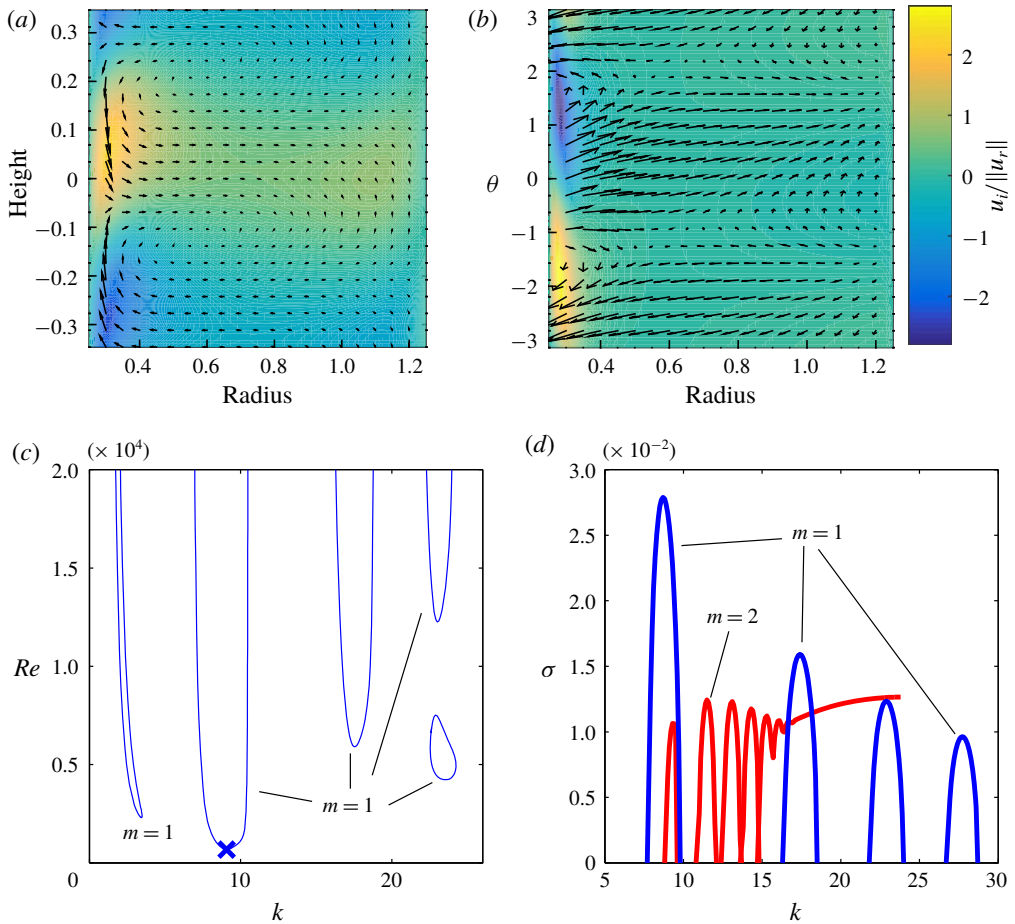 (a)
0.3
0.2
0.1
0
−0.1
−0.2
−0.3
Height
0.4 0.6 0.8 1.0 1.2
Radius
(b)
3
2
1
0
−1
−2
−3
θ
0.4 0.6 0.8 1.0 1.2
Radius
2
1
0
−1
−2
u_i/||u_r||
(c)
(× 10⁴)
2.0
1.5
1.0
0.5
Re
m = 1
m = 1
0 10 20
k
(d)
(× 10⁻²)
3.0
2.5
2.0
1.5
1.0
0.5
0
σ
m = 1
m = 2
5 10 15 20 25 30
k